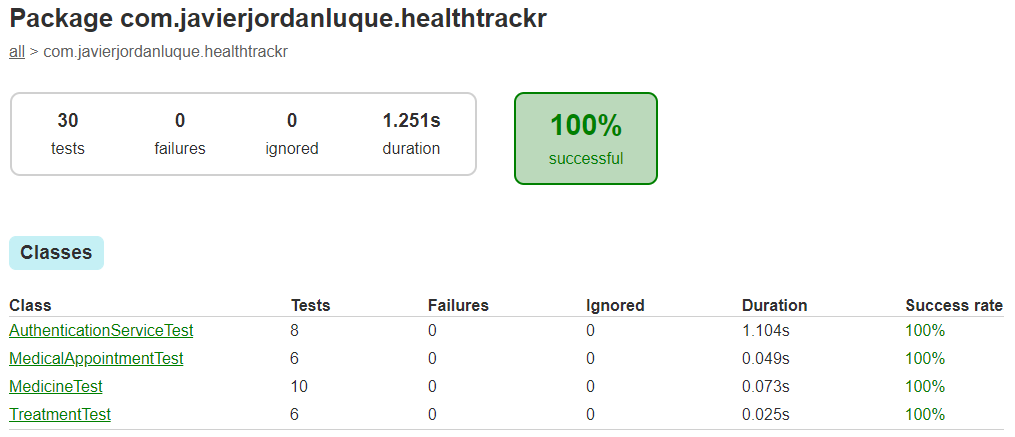 Package com.javierjordanluque.healthtrackr
all > com.javierjordanluque.healthtrackr
30 0 0 1.251s 100%
tests failures ignored duration successful
Classes
Class Tests Failures Ignored Duration Success rate
AuthenticationServiceTest 8 0 0 1.104s 100%
MedicalAppointmentTest 6 0 0 0.049s 100%
MedicineTest 10 0 0 0.073s 100%
TreatmentTest 6 0 0 0.025s 100%